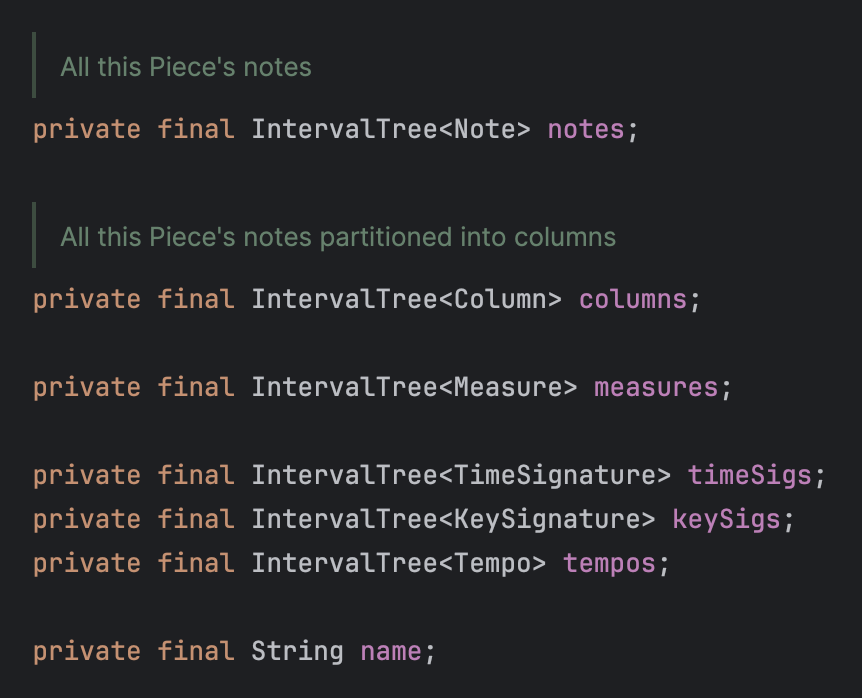 All this Piece's notes
private final IntervalTree<Note> notes;
All this Piece's notes partitioned into columns
private final IntervalTree<Column> columns;
private final IntervalTree<Measure> measures;
private final IntervalTree<TimeSignature> timeSigs;
private final IntervalTree<KeySignature> keySigs;
private final IntervalTree<Tempo> tempos;
private final String name;